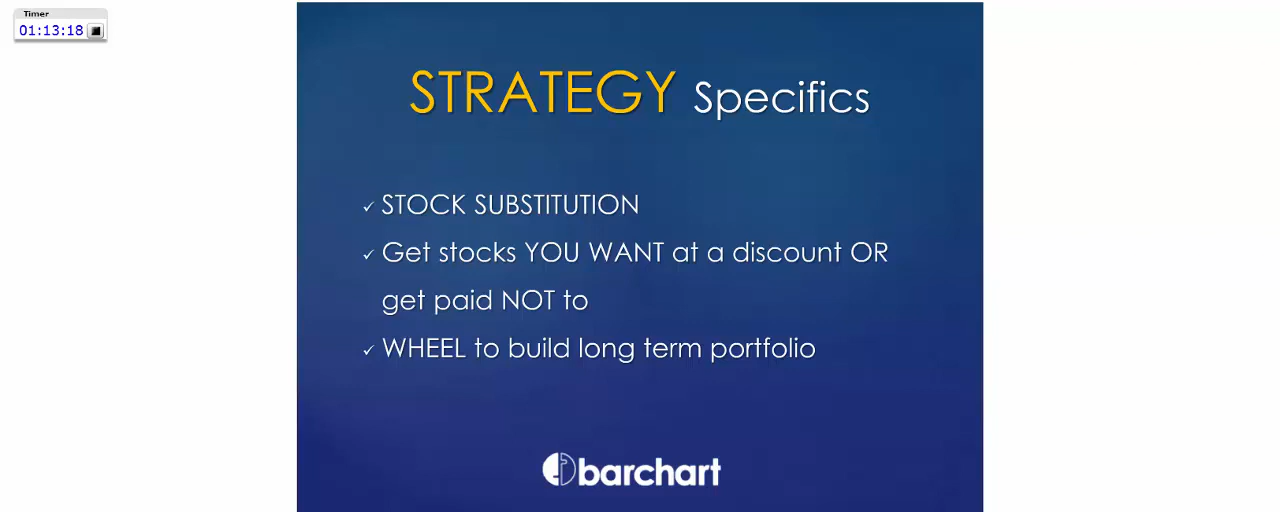 Timer
01:13:18
STRATEGY Specifics
✓ STOCK SUBSTITUTION
✓ Get stocks YOU WANT at a discount OR
get paid NOT to
✓ WHEEL to build long term portfolio
barchart